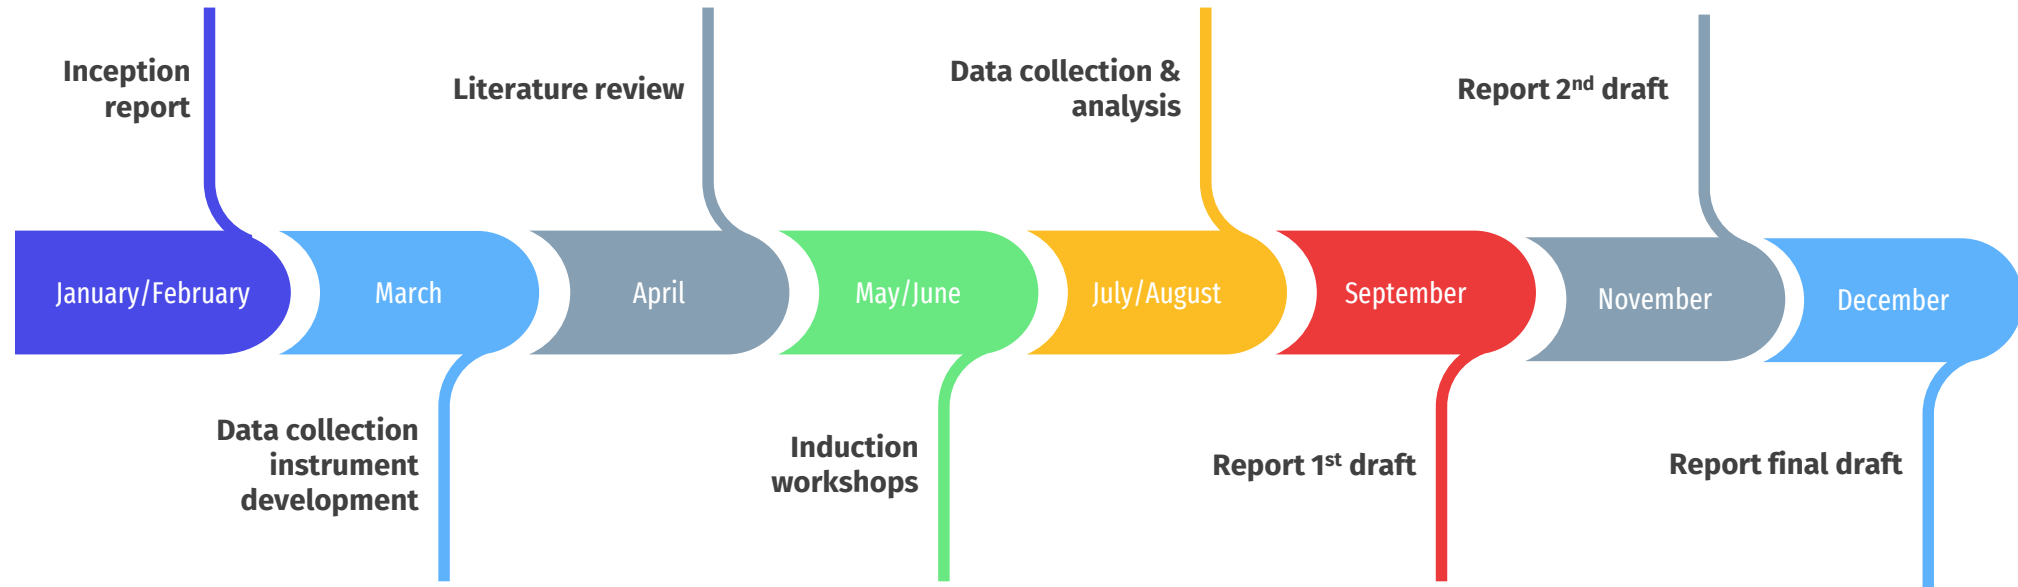 Inception
report
Literature review
Data collection &
analysis
Report 2nd draft
January/February
March
April
May/June
July/August
September
November
December
Data collection
instrument
development
Induction
workshops
Report 1st draft
Report final draft